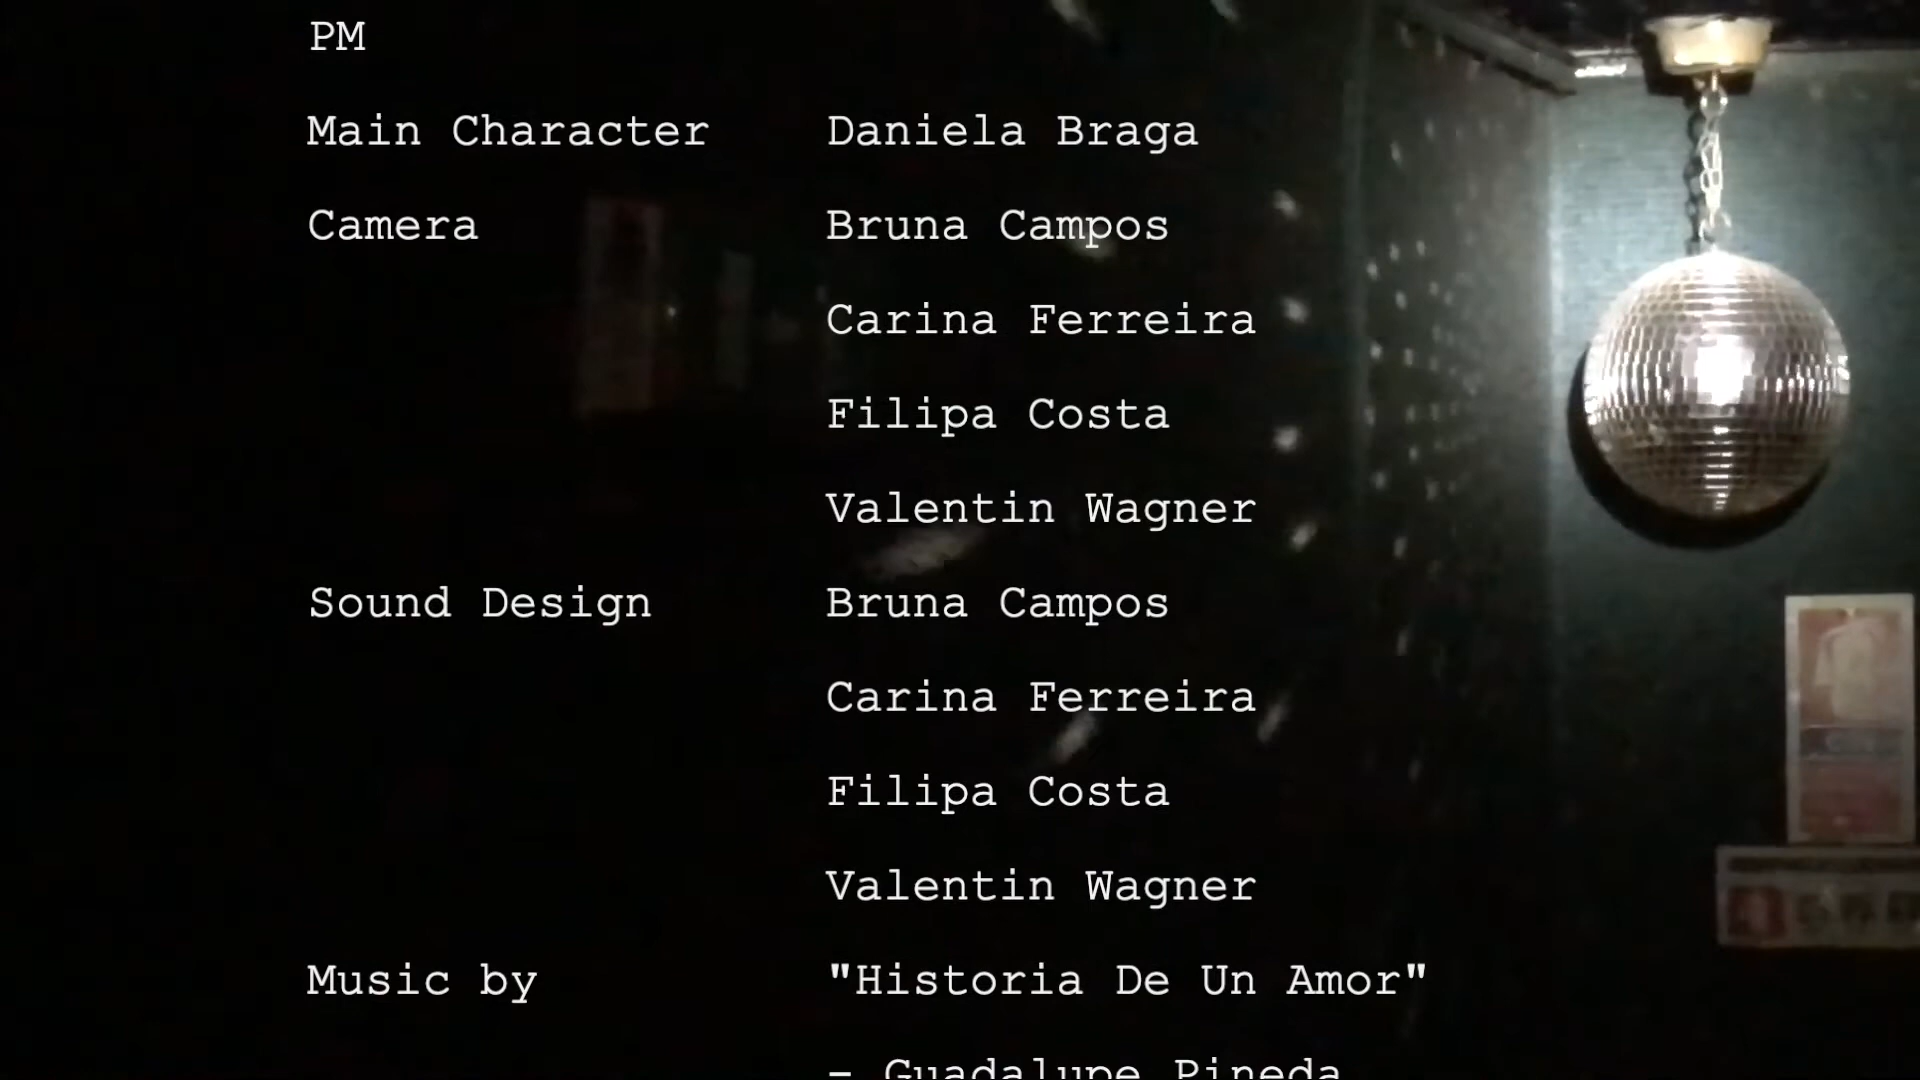 PM
Main Character Daniela Braga
Camera Bruna Campos
Carina Ferreira
Filipa Costa
Valentin Wagner
Sound Design Bruna Campos
Carina Ferreira
Filipa Costa
Valentin Wagner
Music by "Historia De Un Amor"
- Guadalupe Pineda